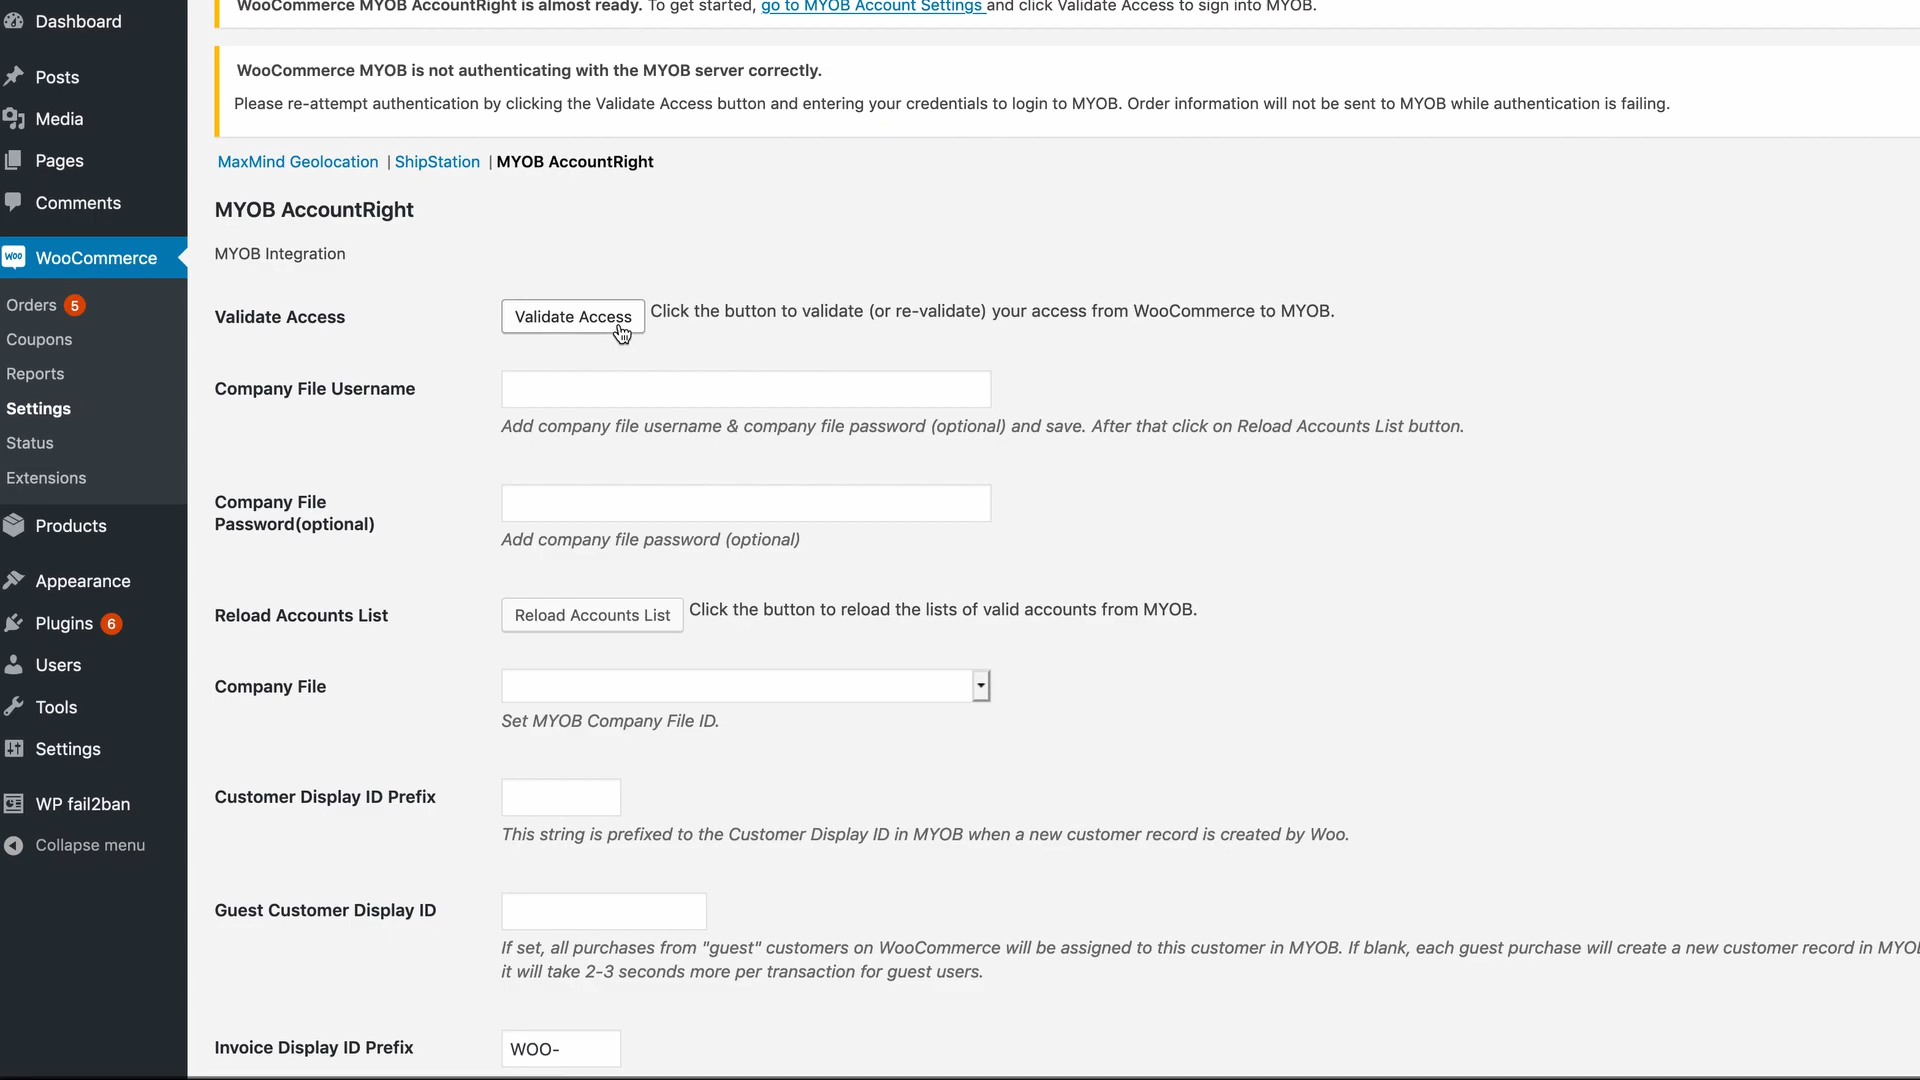 WooCommerce MYOB AccountRight is almost ready. To get started, go to MYOB Account Settings and click Validate Access to sign into MYOB.
WooCommerce MYOB is not authenticating with the MYOB server correctly.
Please re-attempt authentication by clicking the Validate Access button and entering your credentials to login to MYOB. Order information will not be sent to MYOB while authentication is failing.
Dashboard
Posts
Media
Pages
Comments
woo WooCommerce
Orders 5
Coupons
Reports
Settings
Status
Extensions
Products
Appearance
Plugins 6
Users
Tools
Settings
WP fail2ban
Collapse menu
MaxMind Geolocation | ShipStation | MYOB AccountRight
MYOB AccountRight
MYOB Integration
Validate Access
Validate Access Click the button to validate (or re-validate) your access from WooCommerce to MYOB.
Company File Username
Add company file username & company file password (optional) and save. After that click on Reload Accounts List button.
Company File
Password(optional)
Add company file password (optional)
Reload Accounts List
Reload Accounts List Click the button to reload the lists of valid accounts from MYOB.
Company File
Set MYOB Company File ID.
Customer Display ID Prefix
This string is prefixed to the Customer Display ID in MYOB when a new customer record is created by Woo.
Guest Customer Display ID
If set, all purchases from "guest" customers on WooCommerce will be assigned to this customer in MYOB. If blank, each guest purchase will create a new customer record in MYO
it will take 2-3 seconds more per transaction for guest users.
Invoice Display ID Prefix
WOO-